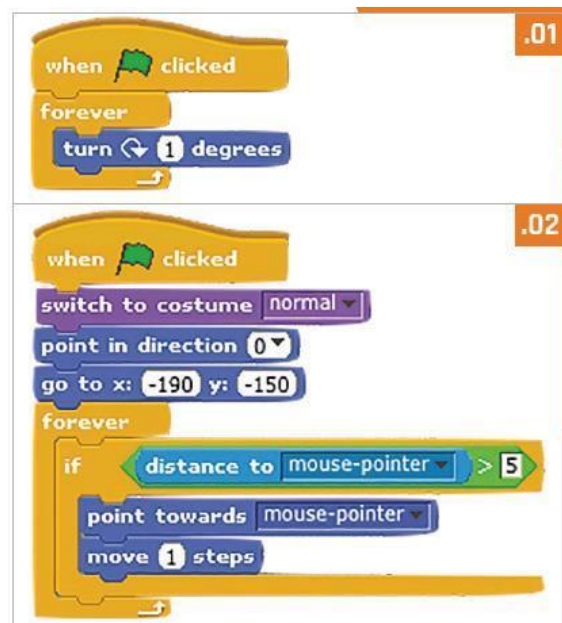 .01
when clicked
forever
turn 1 degrees
.02
when clicked
switch to costume normal
point in direction 0
go to x: -190 y: -150
forever
if distance to mouse-pointer > 5
point towards mouse-pointer
move 1 steps